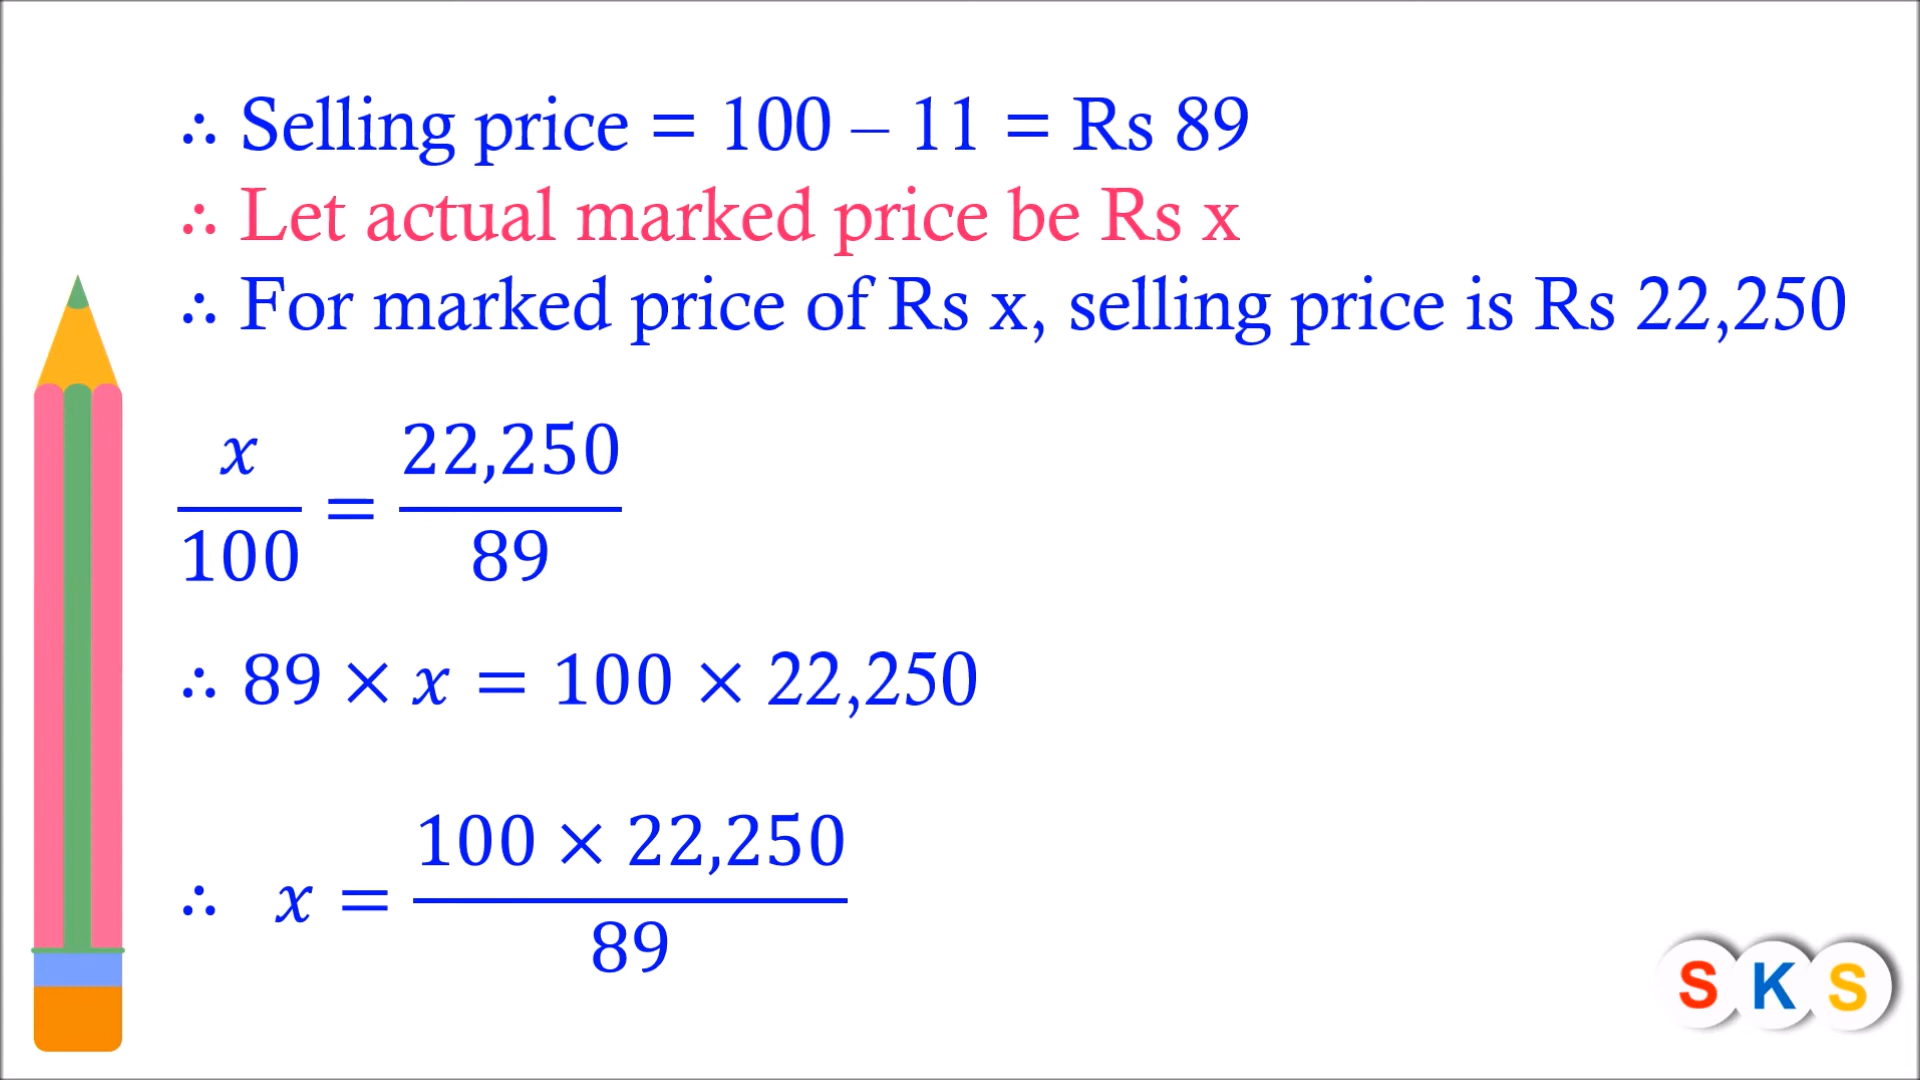 ∴ Selling price = 100 – 11 = Rs 89
∴ Let actual marked price be Rs x
∴ For marked price of Rs x, selling price is Rs 22,250
x/100 = 22,250/89
∴ 89 × x = 100 × 22,250
∴ x = 100 × 22,250/89
S K S